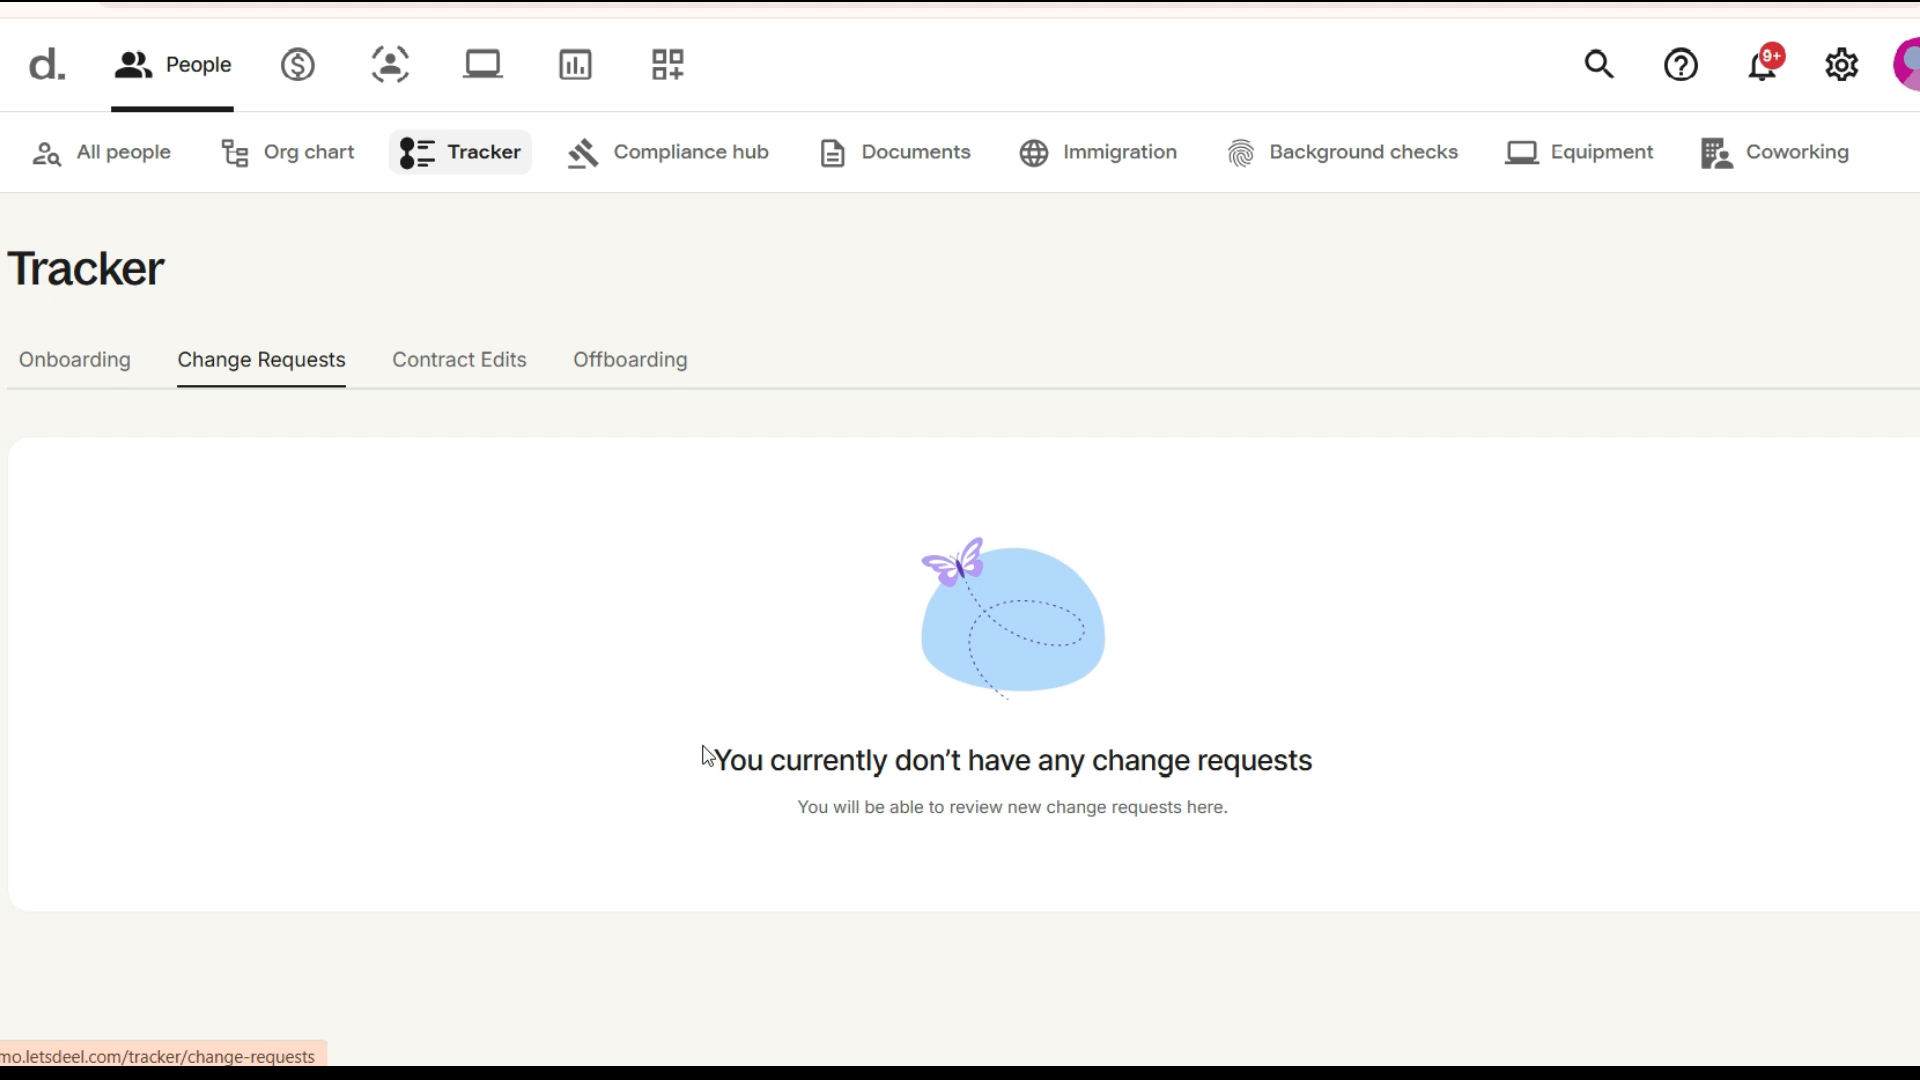 d. People 9+
All people Org chart Tracker Compliance hub Documents Immigration Background checks Equipment Coworking
Tracker
Onboarding Change Requests Contract Edits Offboarding
You currently don’t have any change requests
You will be able to review new change requests here.
mo.letsdeel.com/tracker/change-requests